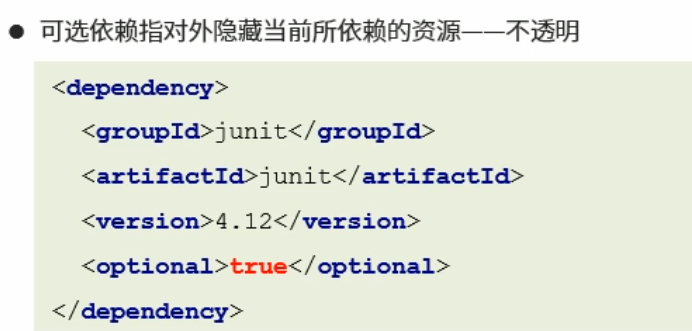 ● 可选依赖指对外隐藏当前所依赖的资源——不透明
<dependency>
<groupId>junit</groupId>
<artifactId>junit</artifactId>
<version>4.12</version>
<optional>true</optional>
</dependency>